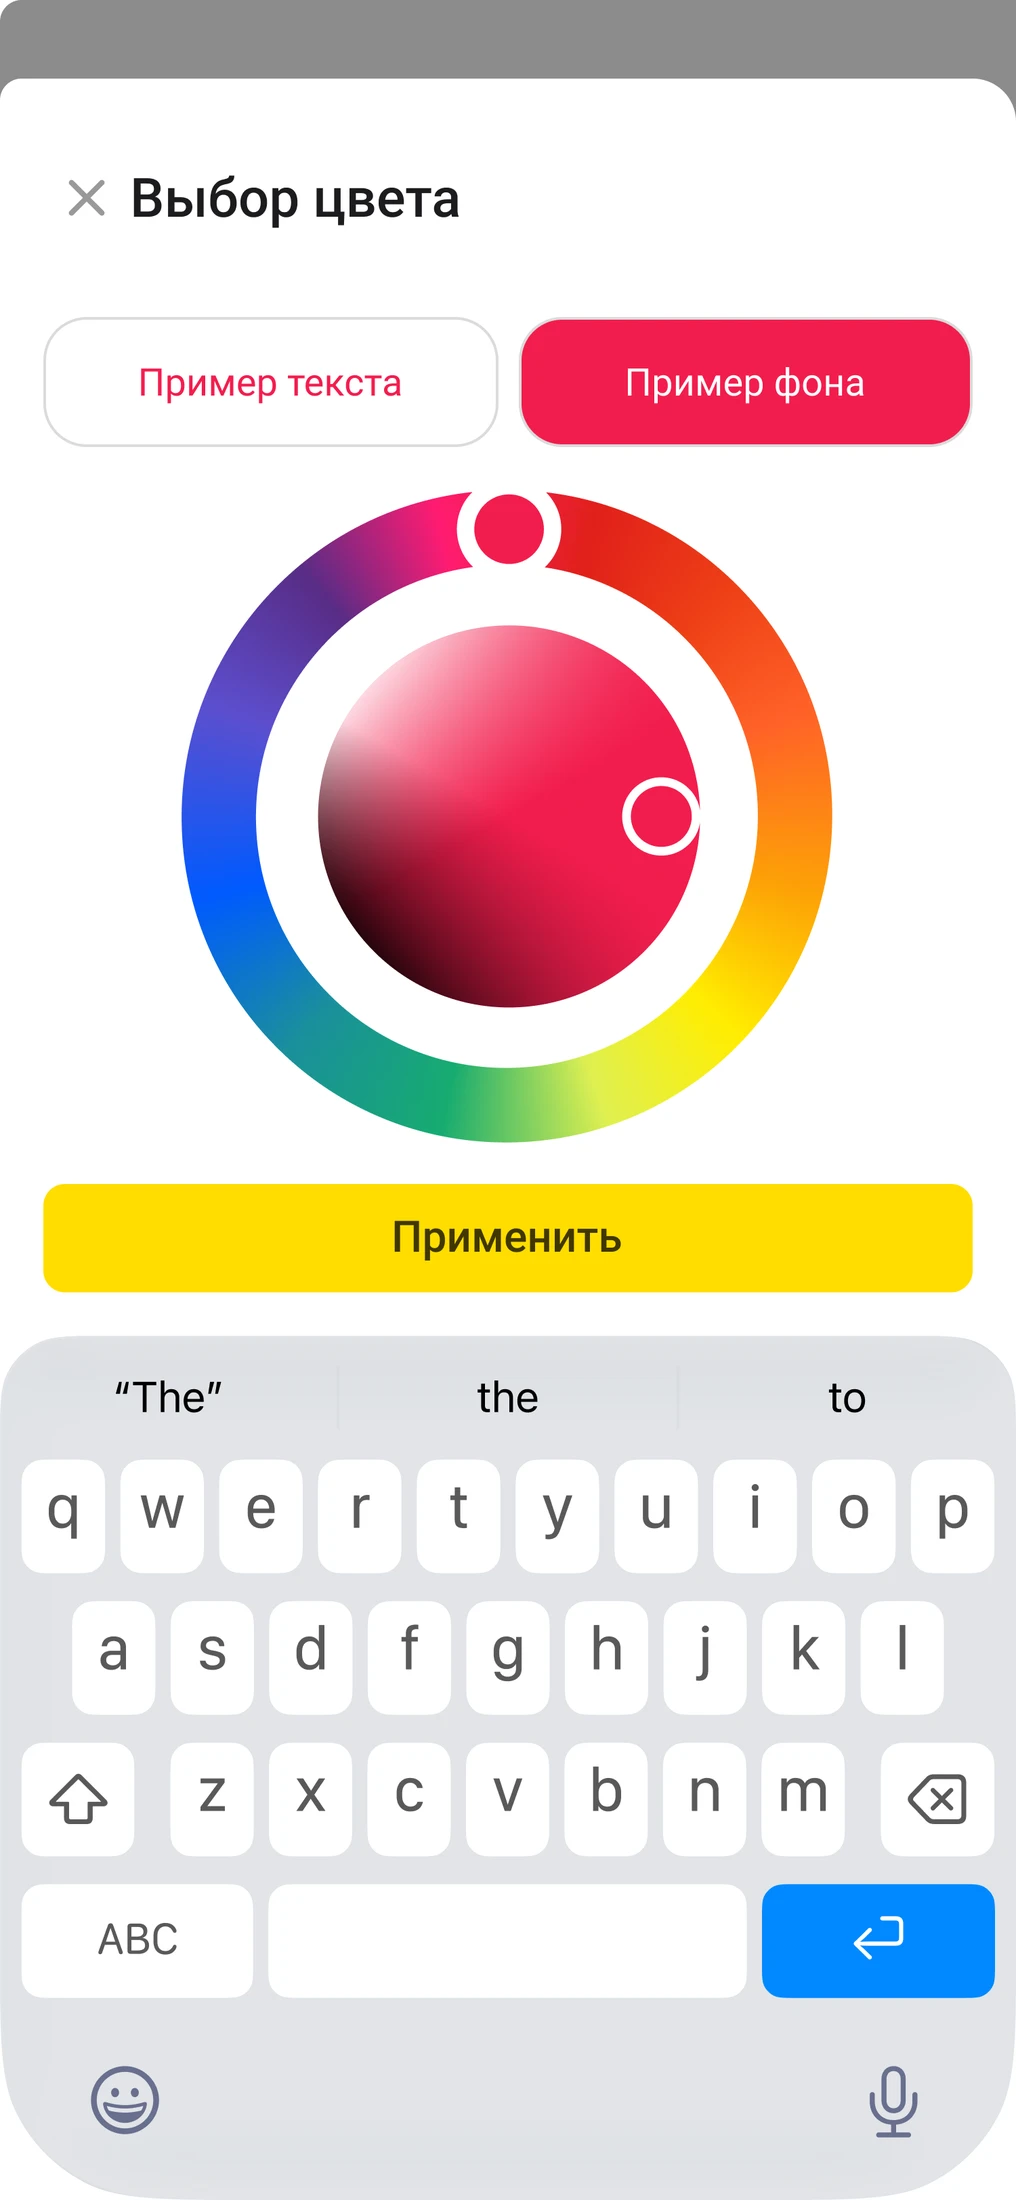 Выбор цвета
Пример текста
Пример фона
Применить
“The”
the
to
q w e r t y u i o p
a s d f g h j k l
z x c v b n m
ABC